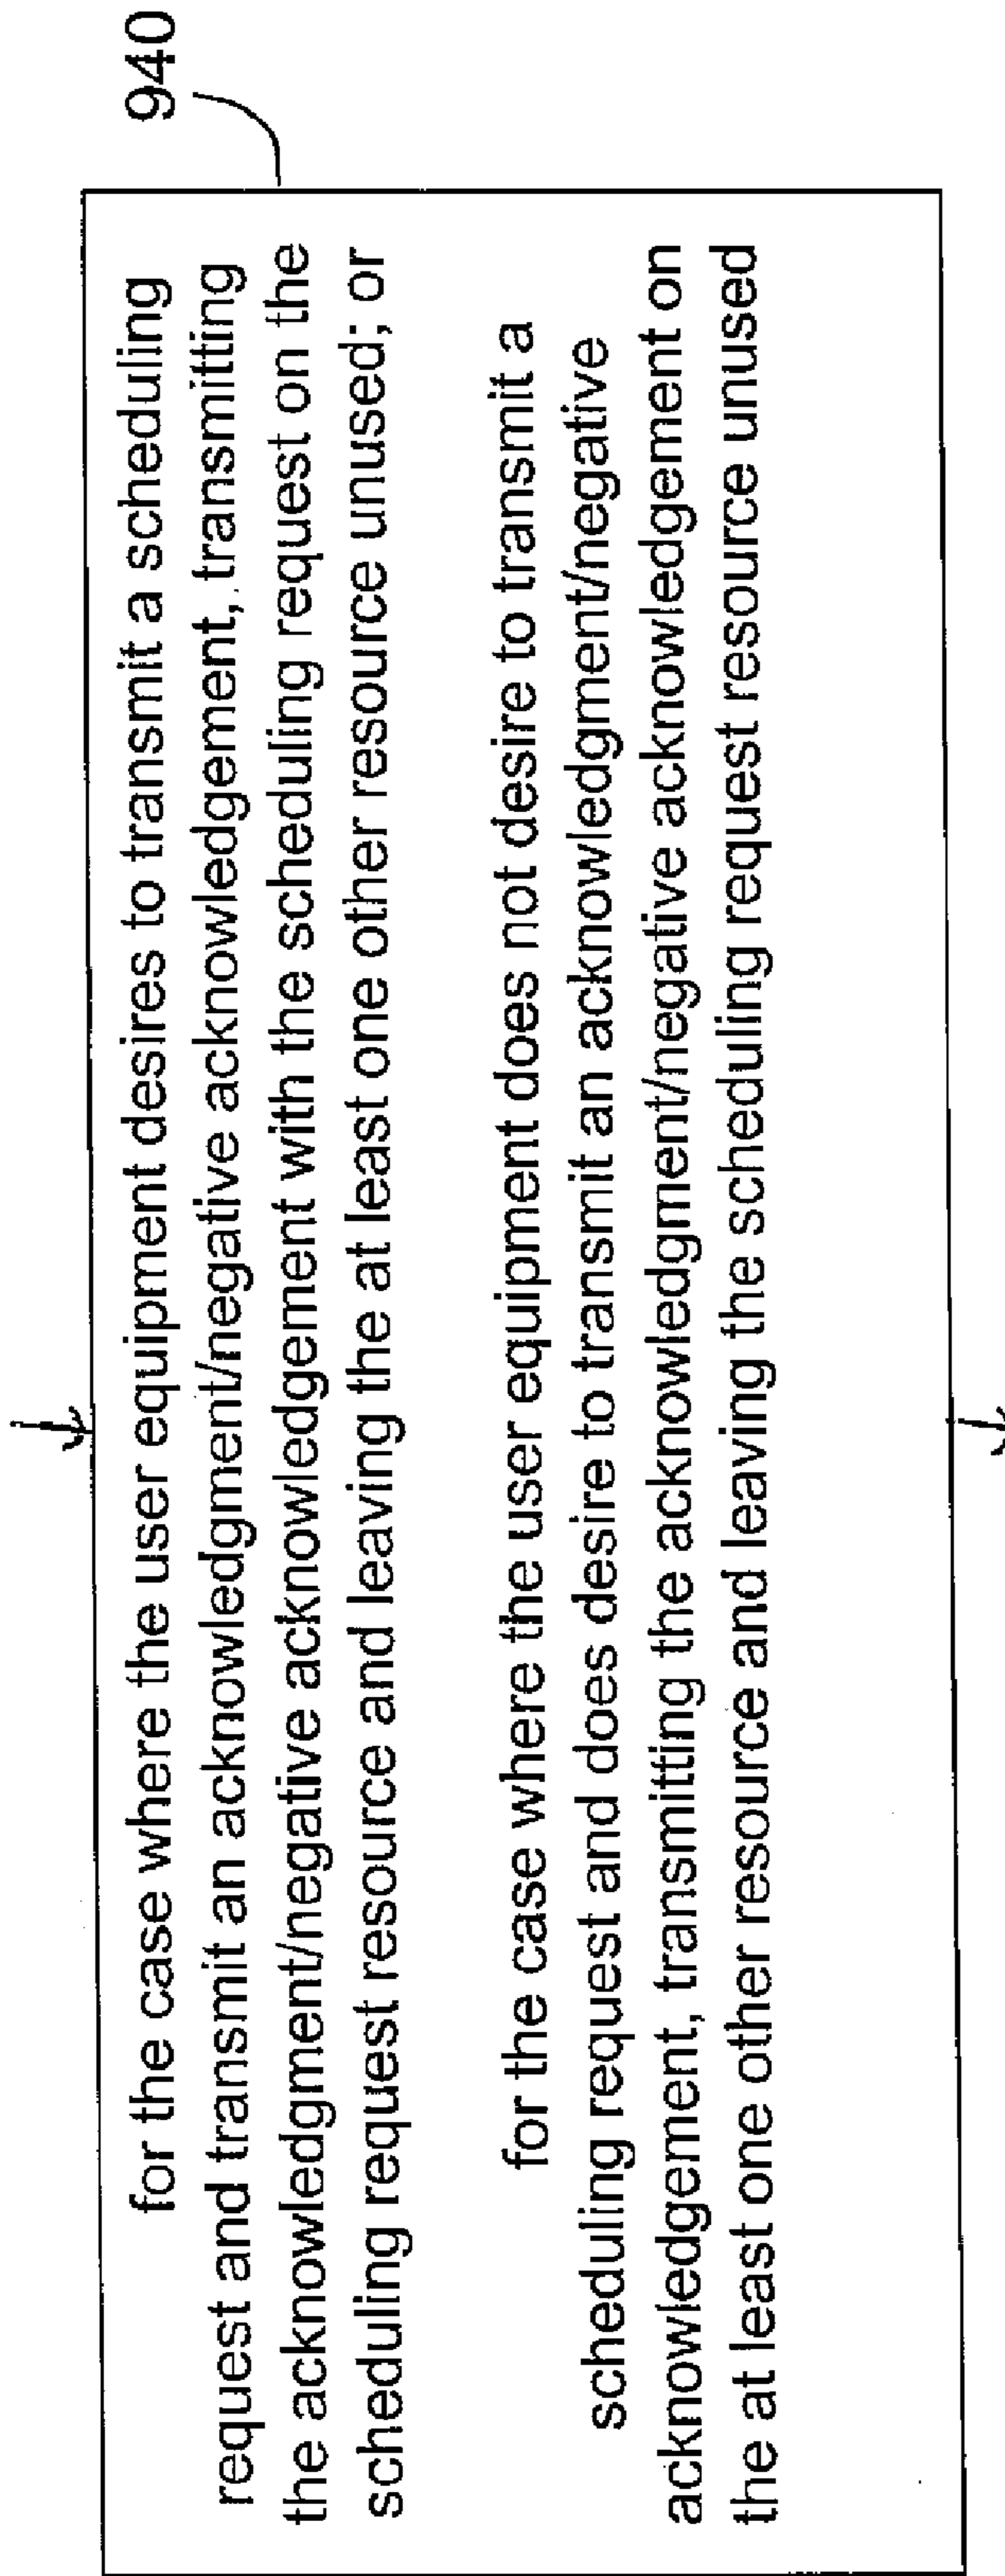 940
for the case where the user equipment desires to transmit a scheduling
request and transmit an acknowledgment/negative acknowledgement, transmitting
the acknowledgment/negative acknowledgement with the scheduling request on the
scheduling request resource and leaving the at least one other resource unused; or
for the case where the user equipment does not desire to transmit a
scheduling request and does desire to transmit an acknowledgment/negative
acknowledgement, transmitting the acknowledgment/negative acknowledgement on
the at least one other resource and leaving the scheduling request resource unused